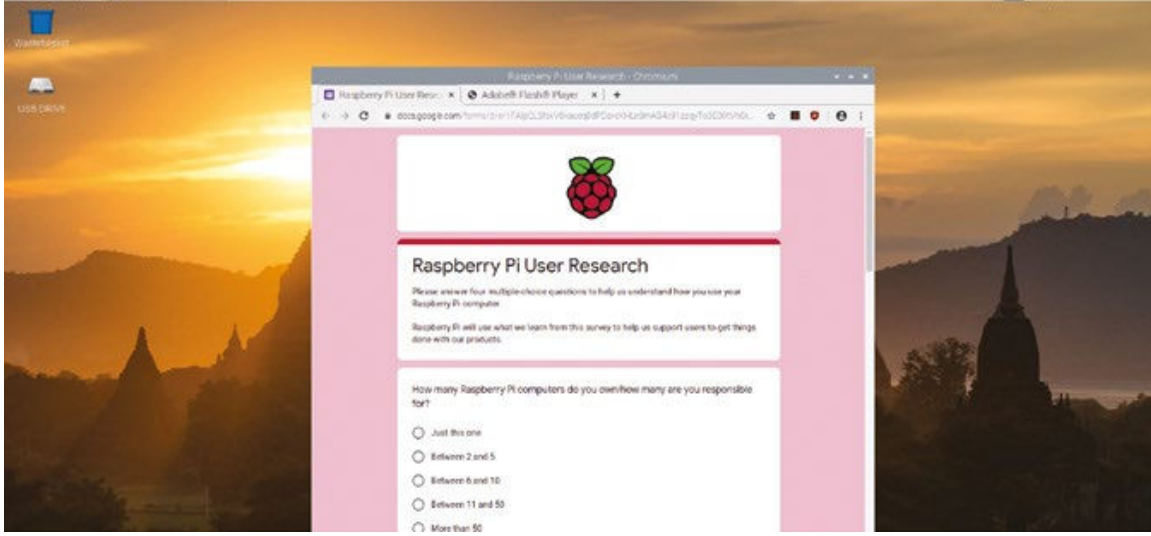 Wastebasket
USB DRIVE
Raspberry Pi User Research - Chromium
Raspberry Pi User Rese
Adobe® Flash® Player
docs.google.com
Raspberry Pi User Research
Please answer four multiple-choice questions to help us understand how you use your
Raspberry Pi computer
Raspberry Pi will use what we learn from this survey to help us support users to get things
done with our products.
How many Raspberry Pi computers do you own/how many are you responsible
for?
Just this one
Between 2 and 5
Between 6 and 10
Between 11 and 50
More than 50